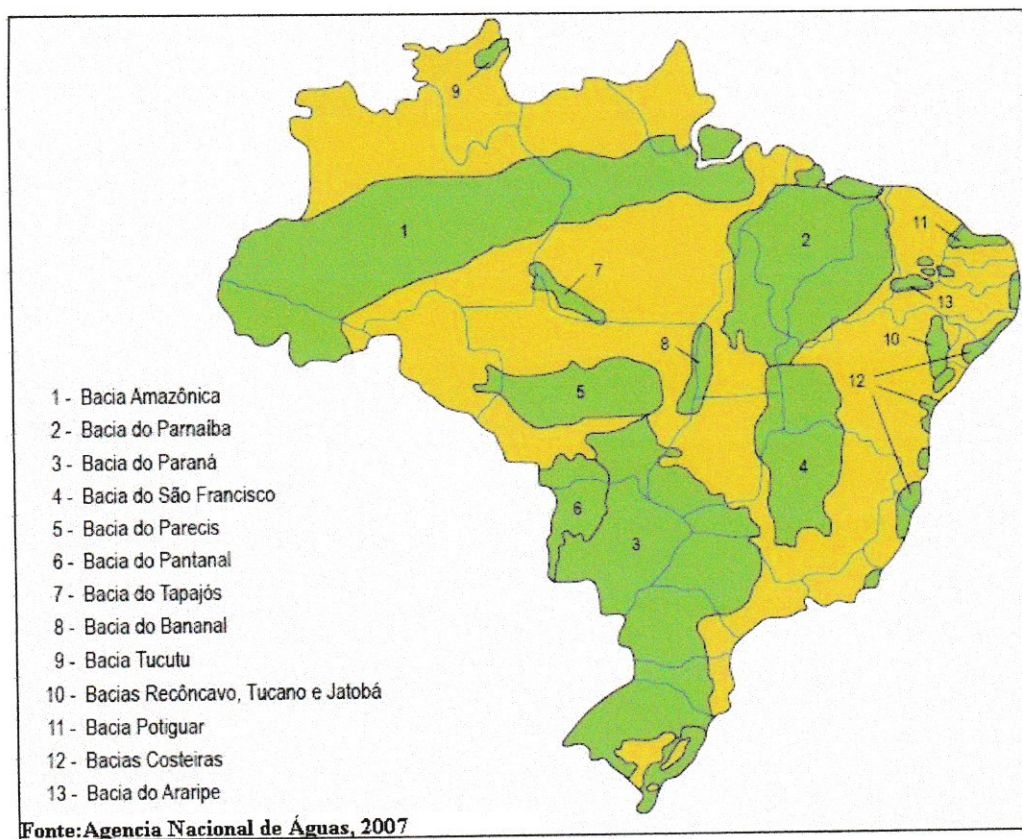 9
1
2
11
7
13
10
8
12
5
4
6
3
1 - Bacia Amazônica
2 - Bacia do Parnaíba
3 - Bacia do Paraná
4 - Bacia do São Francisco
5 - Bacia do Parecis
6 - Bacia do Pantanal
7 - Bacia do Tapajós
8 - Bacia do Bananal
9 - Bacia Tucutu
10 - Bacias Recôncavo, Tucano e Jatobá
11 - Bacia Potiguar
12 - Bacias Costeiras
13 - Bacia do Araripe
Fonte:Agencia Nacional de Águas, 2007